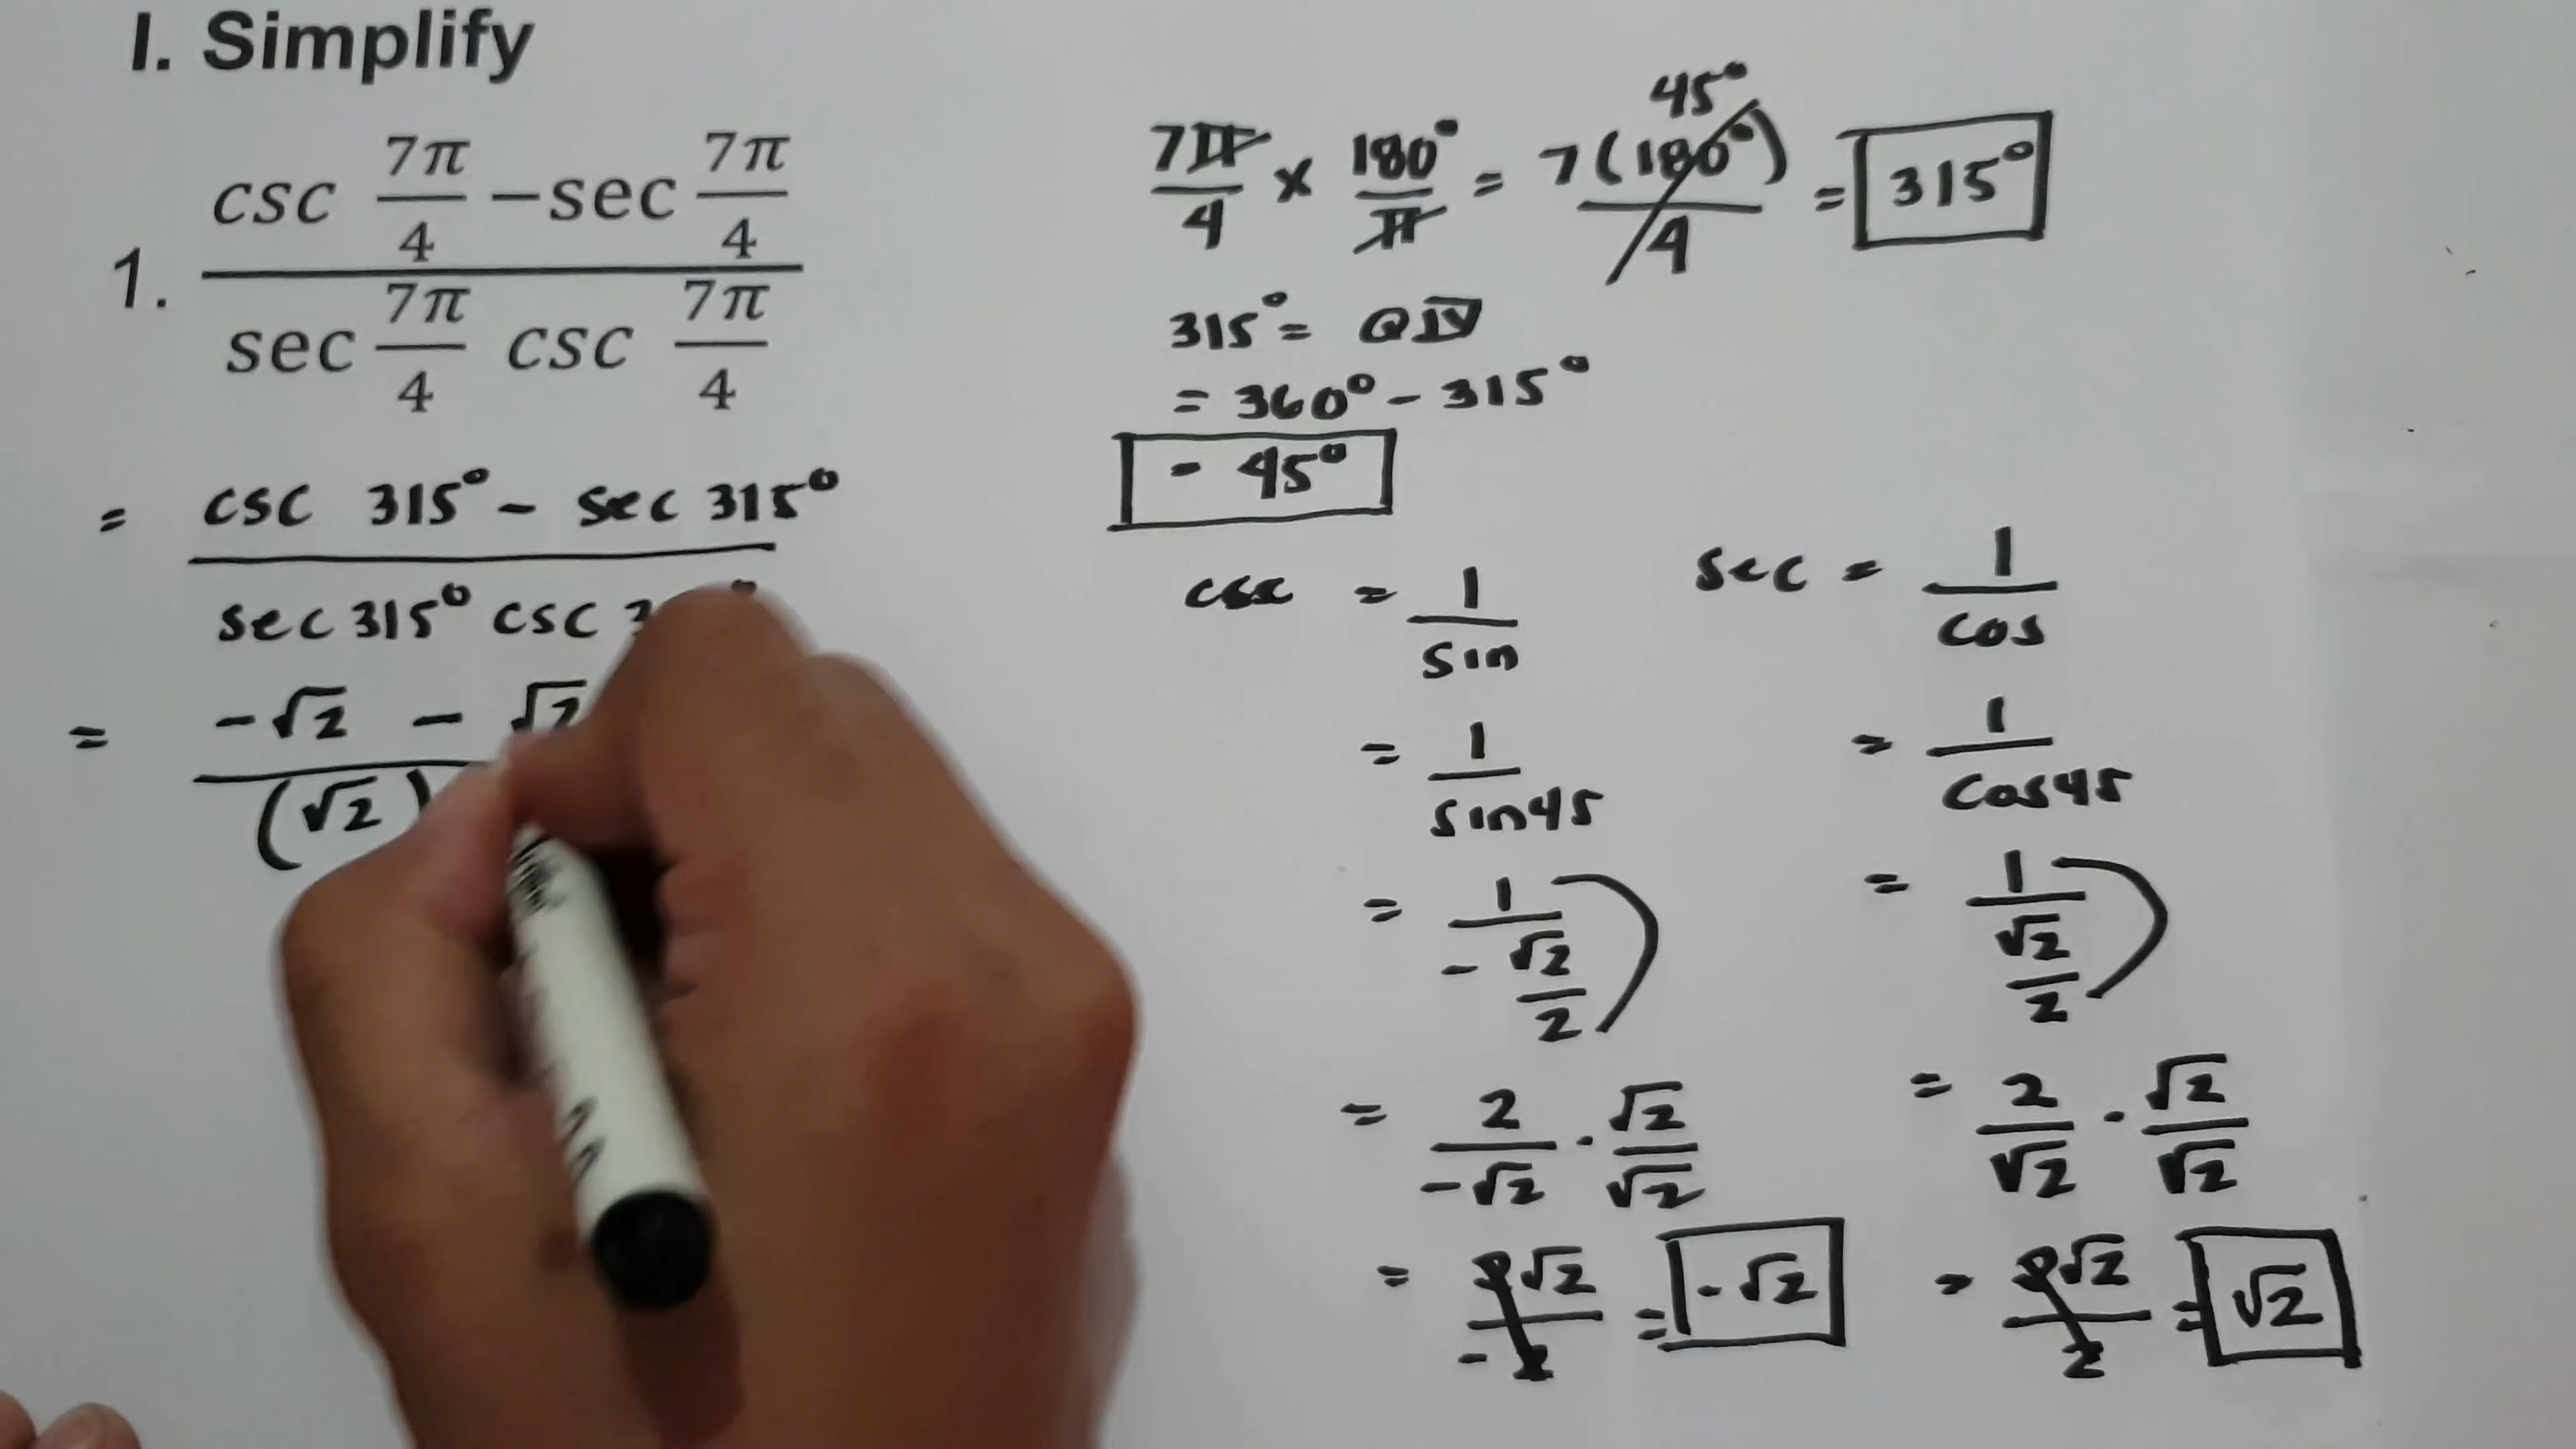 I. Simplify
1. csc 7π/4 − sec 7π/4
sec 7π/4 csc 7π/4
= csc 315° − sec 315°
sec 315° csc
= -√2 − √2
(√2)
7π/4 × 180°/π = 7(180°)/4 = 315°
45°
315° = QIV
= 360° - 315°
= 45°
csc = 1/sin
= 1/sin45
= 1/-√2/2
= 2/-√2 · √2/√2
= 2√2/-2 = -√2
sec = 1/cos
= 1/cos45
= 1/√2/2
= 2/√2 · √2/√2
= 2√2/2 = √2